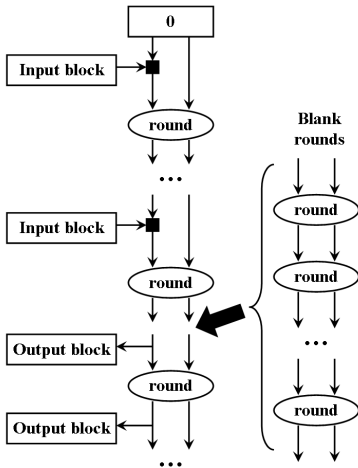 0
Input block
round
...
Input block
round
Output block
round
Output block
...
Blank
rounds
round
round
...
round